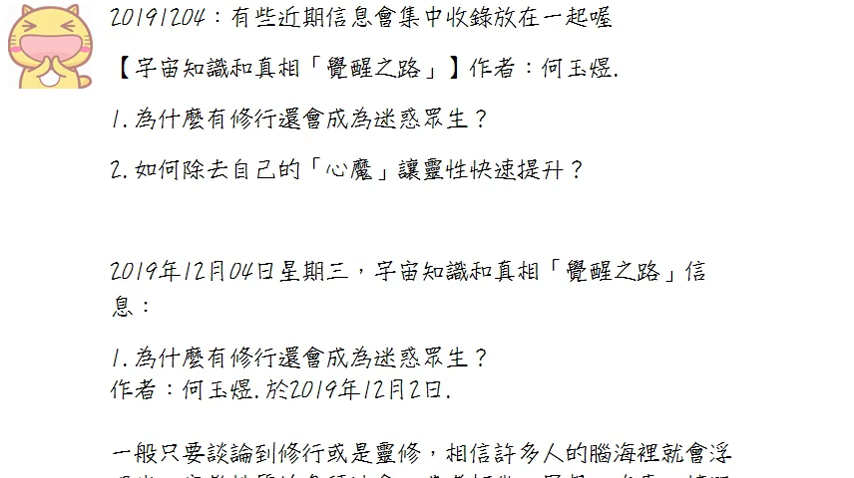 20191204：有些近期信息會集中收錄放在一起喔
【宇宙知識和真相「覺醒之路」】作者：何玉煜.
1.為什麼有修行還會成為迷惑眾生？
2.如何除去自己的「心魔」讓靈性快速提升？
2019年12月04日星期三，宇宙知識和真相「覺醒之路」信
息：
1.為什麼有修行還會成為迷惑眾生？
作者：何玉煜.於2019年12月2日.
一般只要談論到修行或是靈修，相信許多人的腦海裡就會浮